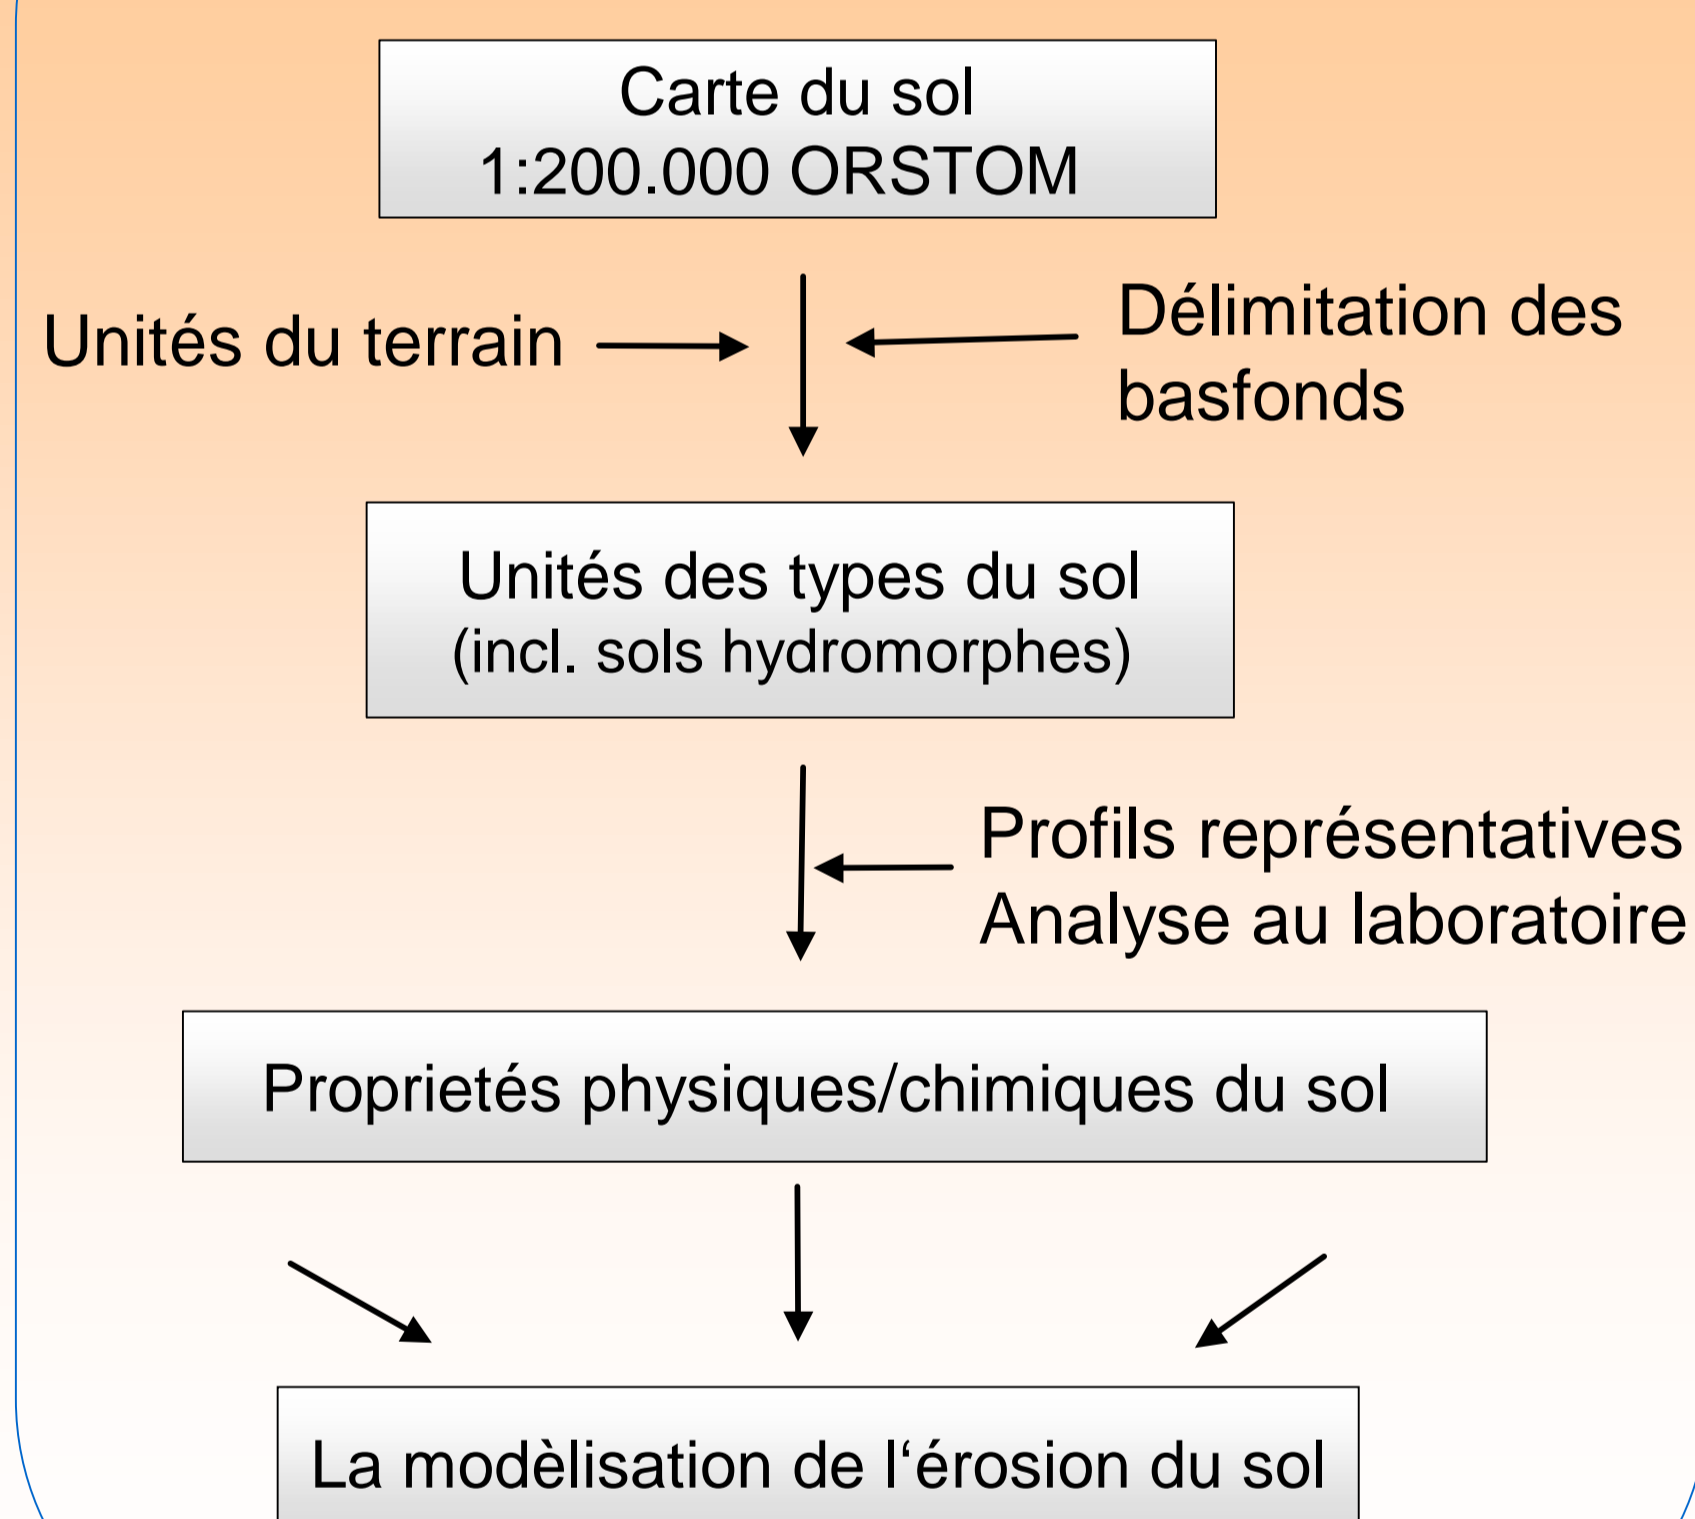 Carte du sol
1:200.000 ORSTOM
Unités du terrain
Délimitation des
basfonds
Unités des types du sol
(incl. sols hydromorphes)
Profils représentatives
Analyse au laboratoire
Proprietés physiques/chimiques du sol
La modèlisation de l‘érosion du sol